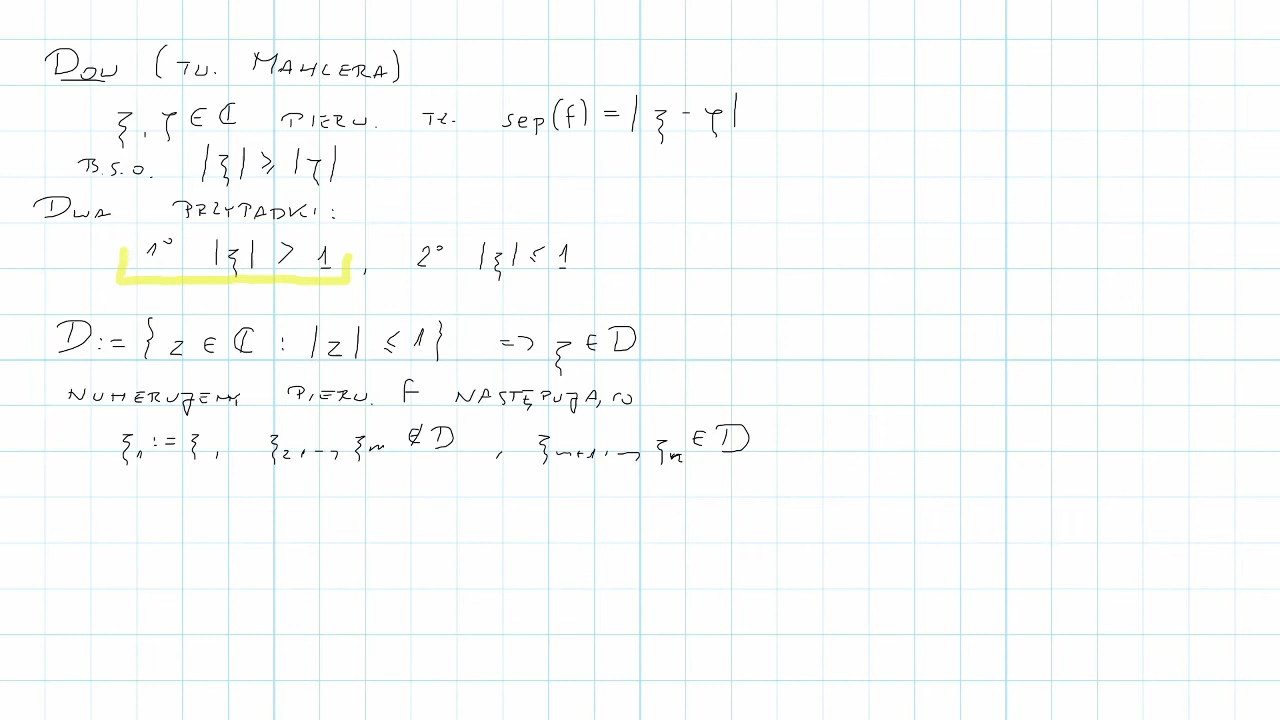 DOW (TW. MAHLERA)
ξ, ζ ∈ ℂ PIERW. TŻ. sep(f) = |ξ - ζ|
B.S.O. |ξ| ≥ |ζ|
DWA PRZYPADKI:
1° |ξ| > 1, 2° |ξ| ≤ 1
D := {z ∈ ℂ : |z| ≤ 1} => ξ ∈ D
NUMERUJEMY PIERW. f NASTĘPUJĄCO
ξ₁ := ξ, ξ₂, ..., ξₘ ∉ D, ξₘ₊₁, ..., ξₙ ∈ D